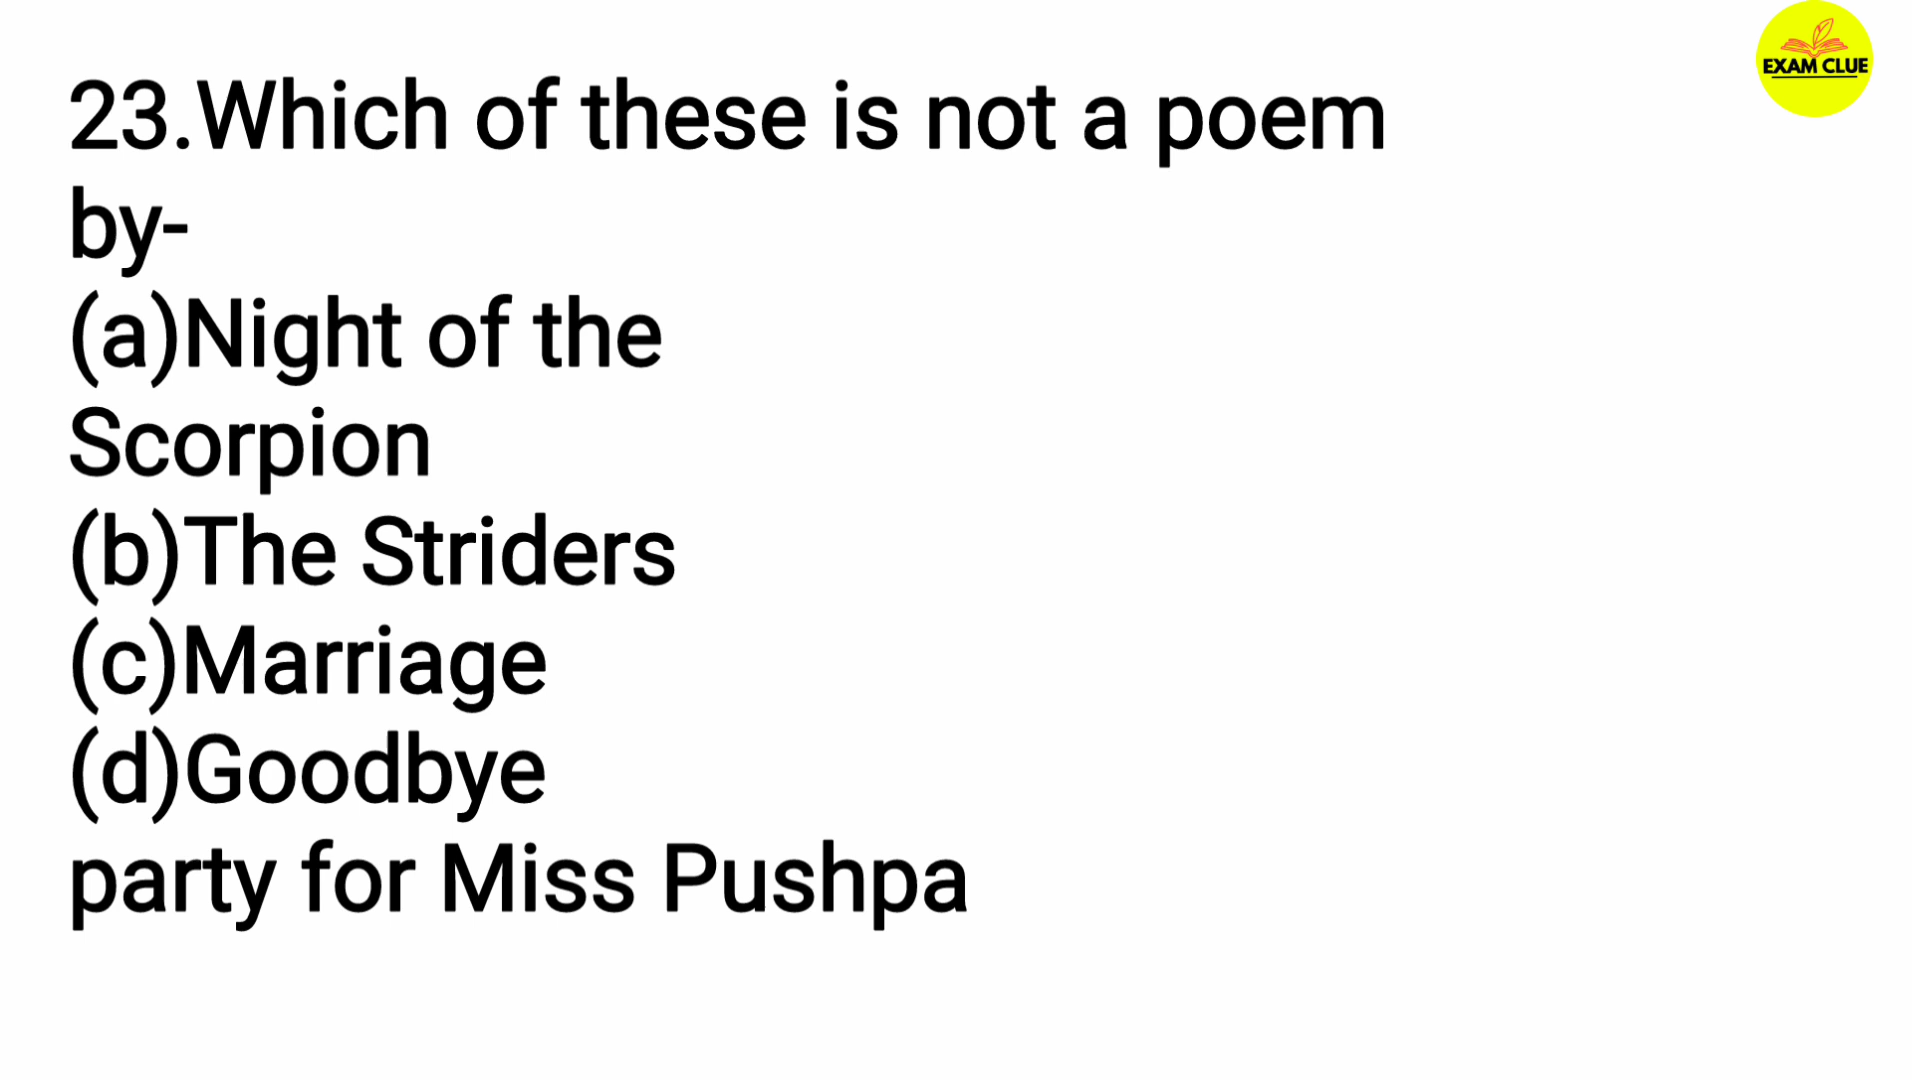 EXAM CLUE
23.Which of these is not a poem
by-
(a)Night of the
Scorpion
(b)The Striders
(c)Marriage
(d)Goodbye
party for Miss Pushpa